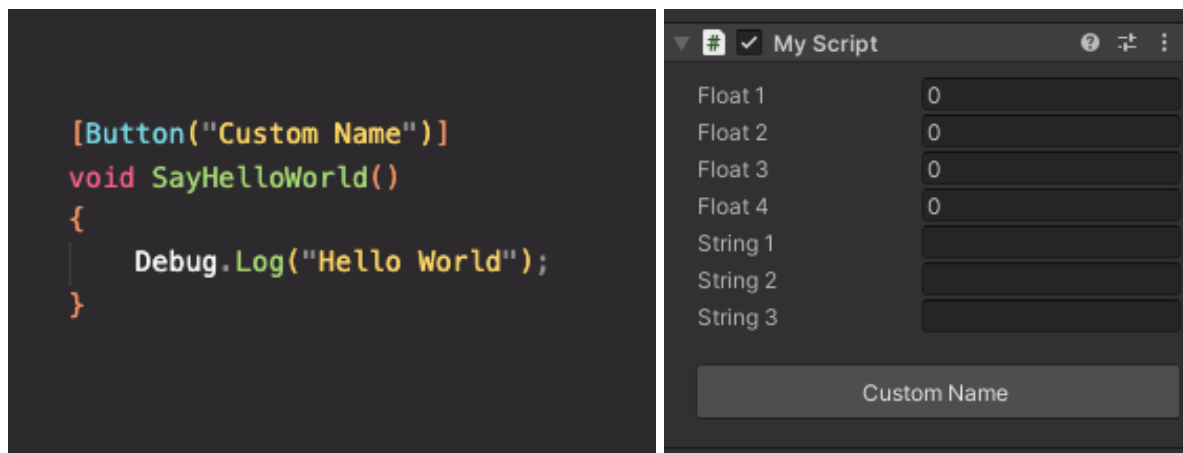 [Button("Custom Name")]
void SayHelloWorld()
{
Debug.Log("Hello World");
}
# My Script
Float 1 0
Float 2 0
Float 3 0
Float 4 0
String 1
String 2
String 3
Custom Name